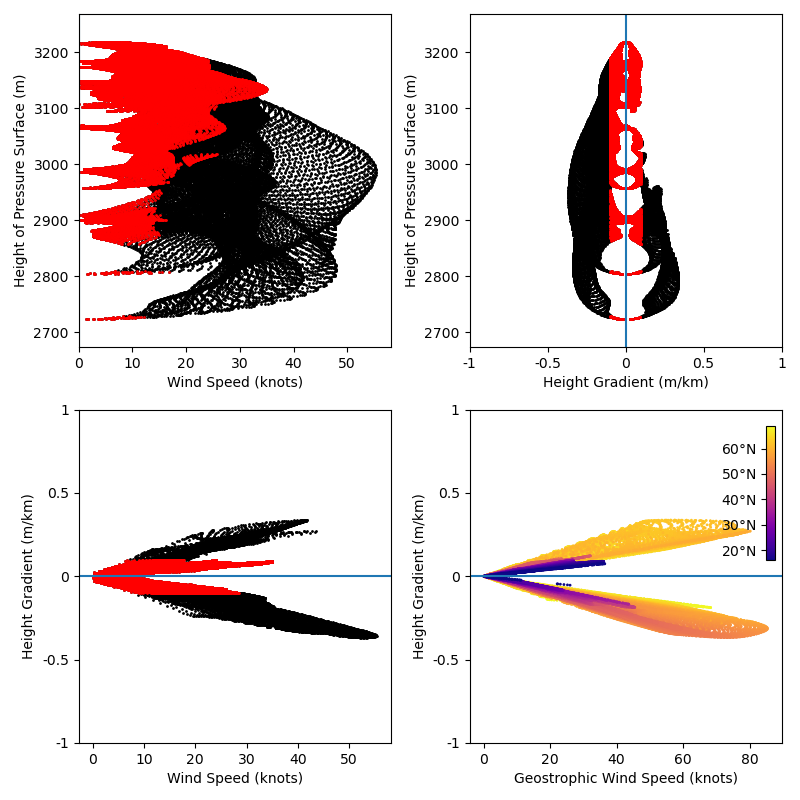 3200
3100
3000
2900
2800
2700
Height of Pressure Surface (m)
0 10 20 30 40 50
Wind Speed (knots)
3200
3100
3000
2900
2800
2700
Height of Pressure Surface (m)
-1 -0.5 0 0.5 1
Height Gradient (m/km)
1
0.5
0
-0.5
-1
Height Gradient (m/km)
0 10 20 30 40 50
Wind Speed (knots)
1
0.5
0
-0.5
-1
Height Gradient (m/km)
60°N
50°N
40°N
30°N
20°N
0 20 40 60 80
Geostrophic Wind Speed (knots)